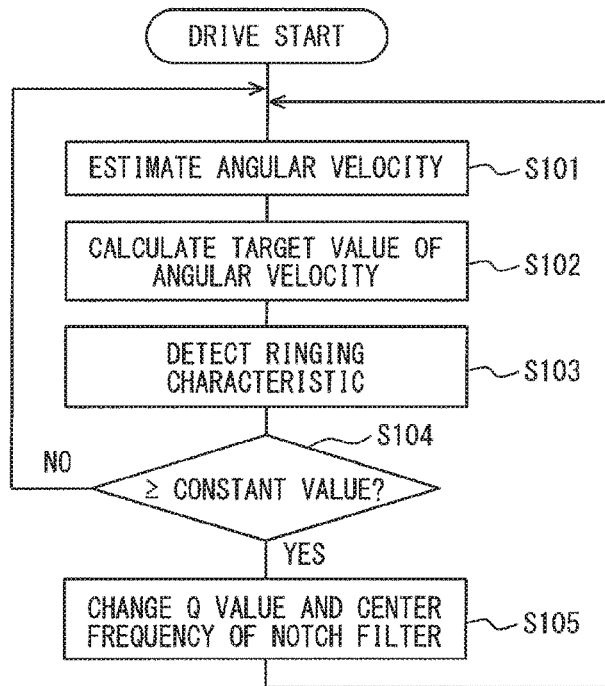 DRIVE START
ESTIMATE ANGULAR VELOCITY
S101
CALCULATE TARGET VALUE OF
ANGULAR VELOCITY
S102
DETECT RINGING
CHARACTERISTIC
S103
S104
NO
≥ CONSTANT VALUE?
YES
CHANGE Q VALUE AND CENTER
FREQUENCY OF NOTCH FILTER
S105